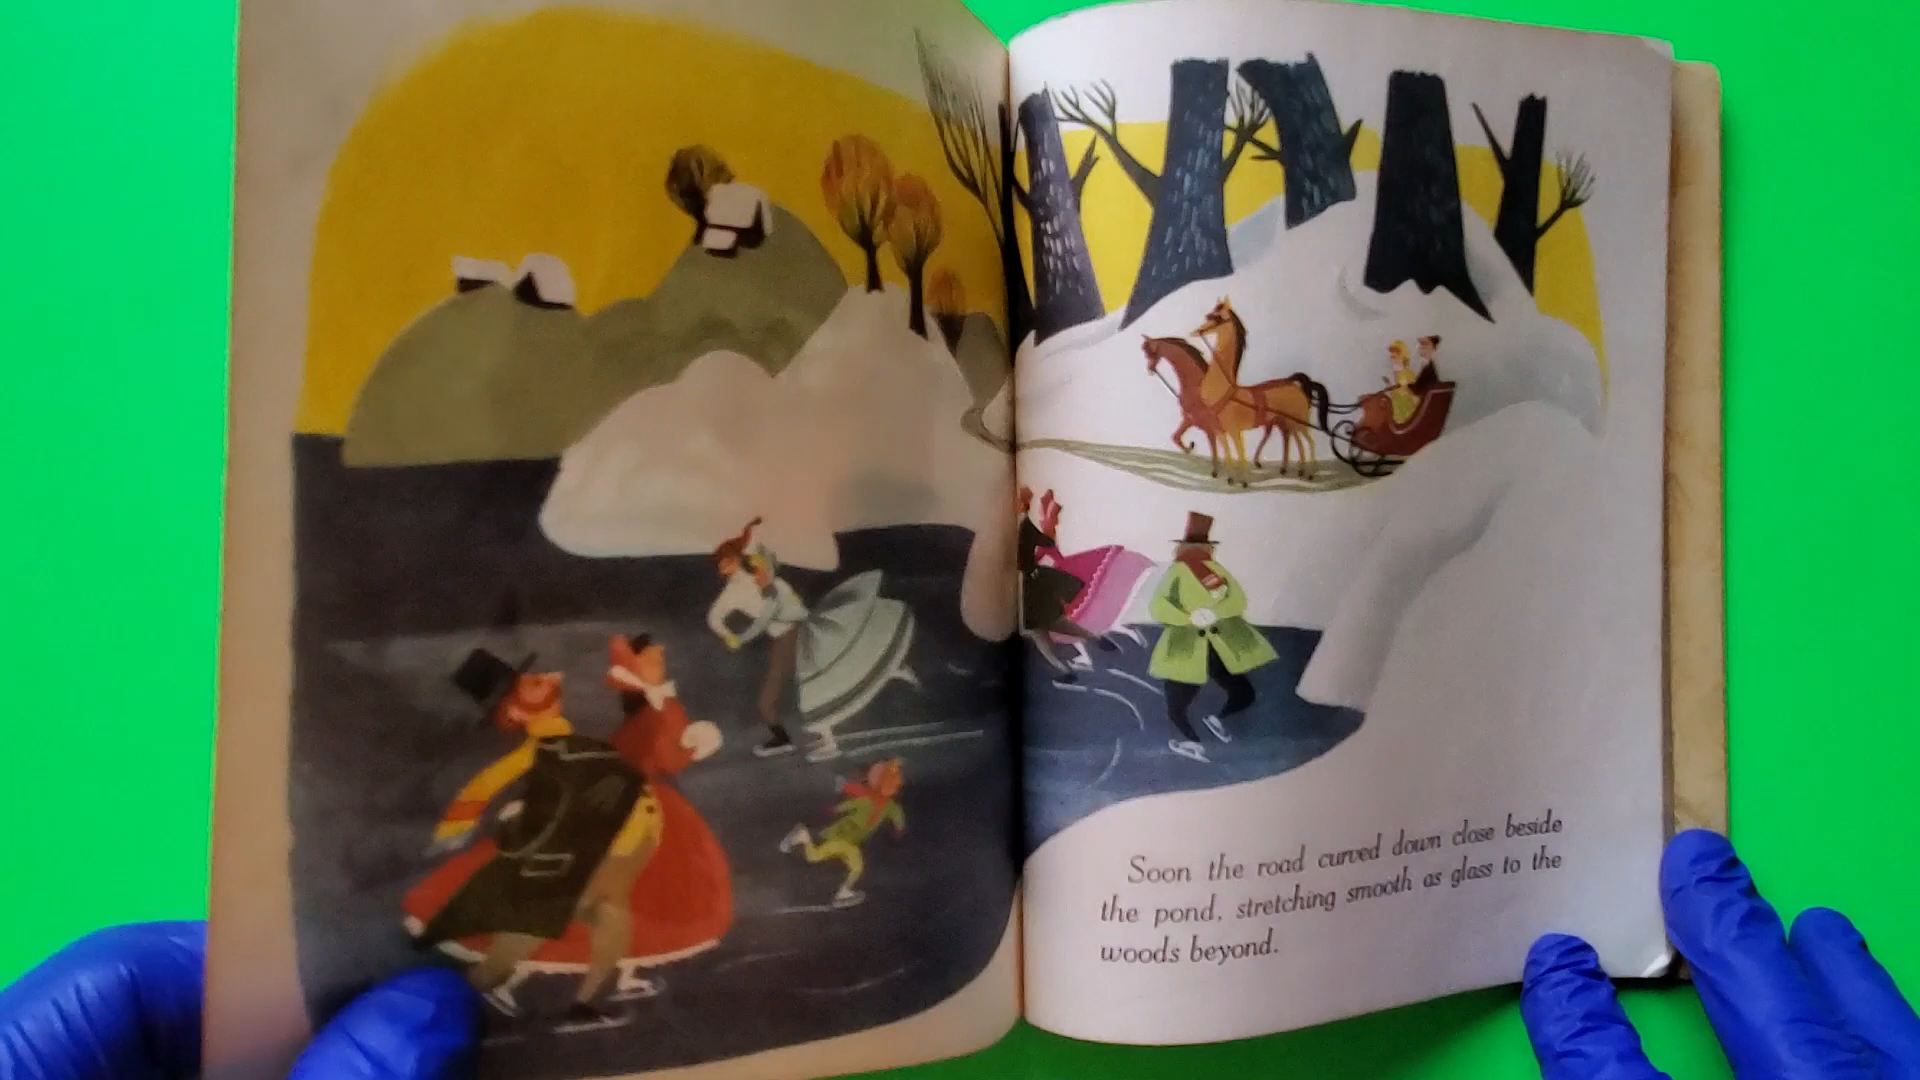 Soon the road curved down close beside
the pond, stretching smooth as glass to the
woods beyond.